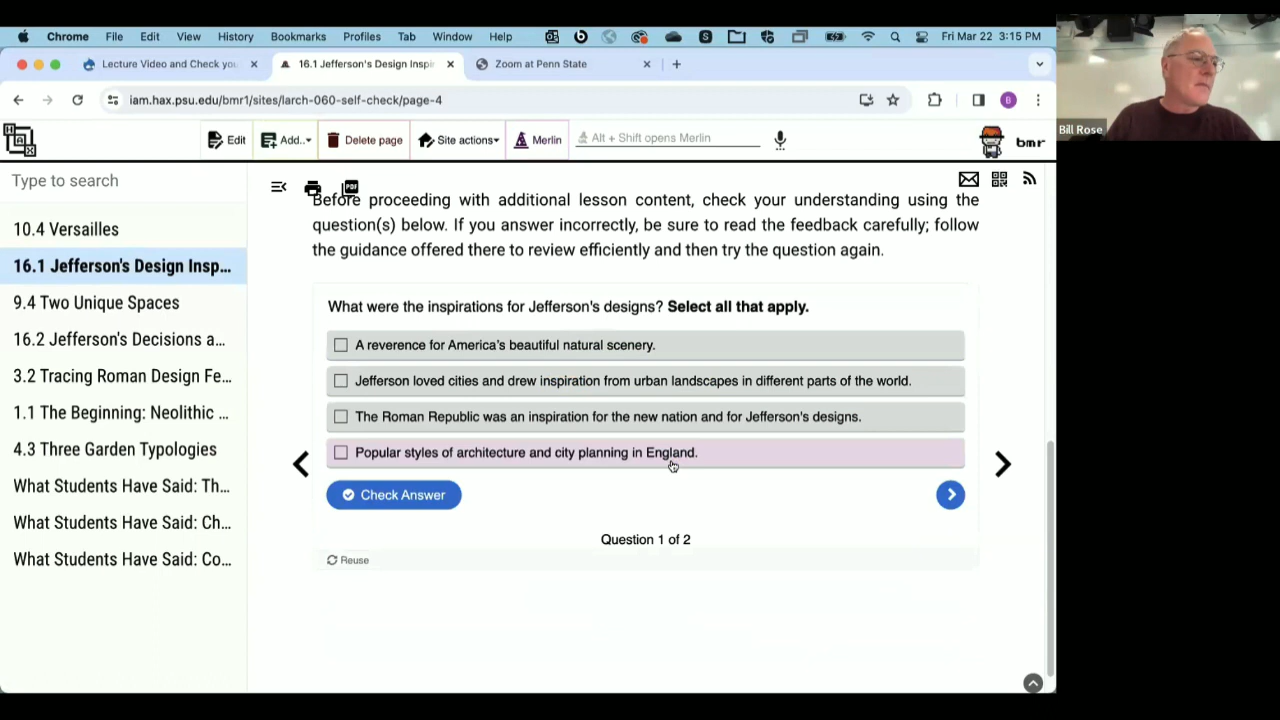 Chrome File Edit View History Bookmarks Profiles Tab Window Help Fri Mar 22 3:15 PM
Lecture Video and Check you 16.1 Jefferson's Design Inspi Zoom at Penn State
iam.hax.psu.edu/bmr1/sites/larch-060-self-check/page-4
Edit Add.. Delete page Site actions Merlin Alt + Shift opens Merlin bmr
Bill Rose
Type to search
10.4 Versailles
16.1 Jefferson's Design Insp...
9.4 Two Unique Spaces
16.2 Jefferson's Decisions a...
3.2 Tracing Roman Design Fe...
1.1 The Beginning: Neolithic ...
4.3 Three Garden Typologies
What Students Have Said: Th...
What Students Have Said: Ch...
What Students Have Said: Co...
PDF
Before proceeding with additional lesson content, check your understanding using the
question(s) below. If you answer incorrectly, be sure to read the feedback carefully; follow
the guidance offered there to review efficiently and then try the question again.
What were the inspirations for Jefferson's designs? Select all that apply.
A reverence for America's beautiful natural scenery.
Jefferson loved cities and drew inspiration from urban landscapes in different parts of the world.
The Roman Republic was an inspiration for the new nation and for Jefferson's designs.
Popular styles of architecture and city planning in England.
Check Answer
Question 1 of 2
Reuse